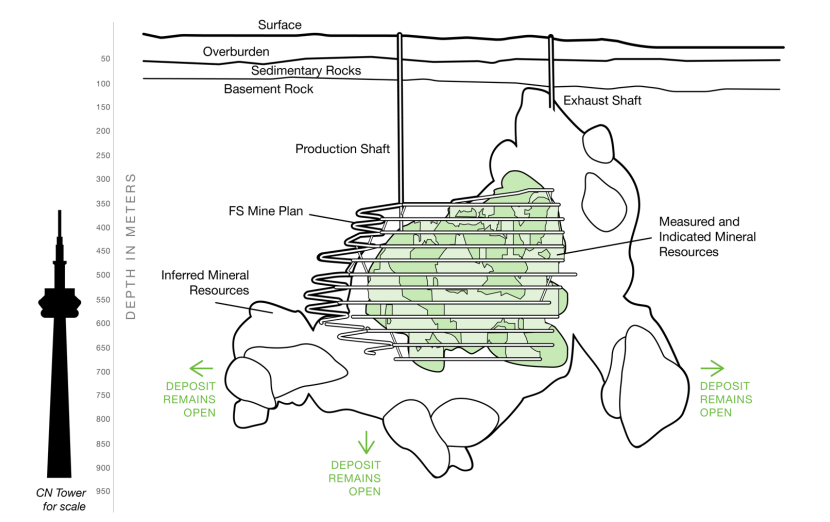 Surface
Overburden
Sedimentary Rocks
Basement Rock
Exhaust Shaft
Production Shaft
FS Mine Plan
Measured and
Indicated Mineral
Resources
Inferred Mineral
Resources
DEPOSIT
REMAINS
OPEN
DEPOSIT
REMAINS
OPEN
DEPOSIT
REMAINS
OPEN
DEPTH IN METERS
50
100
150
200
250
300
350
400
450
500
550
600
650
700
750
800
850
900
950
CN Tower
for scale